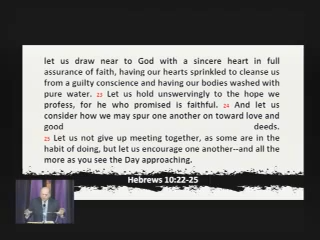 let us draw near to God with a sincere heart in full
assurance of faith, having our hearts sprinkled to cleanse us
from a guilty conscience and having our bodies washed with
pure water. 23 Let us hold unswervingly to the hope we
profess, for he who promised is faithful. 24 And let us
consider how we may spur one another on toward love and
good deeds.
25 Let us not give up meeting together, as some are in the
habit of doing, but let us encourage one another--and all the
more as you see the Day approaching.
Hebrews 10:22-25